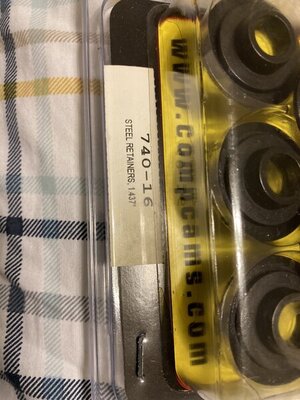 740-16
STEEL RETAINERS, 1.437"
www.compcams.com